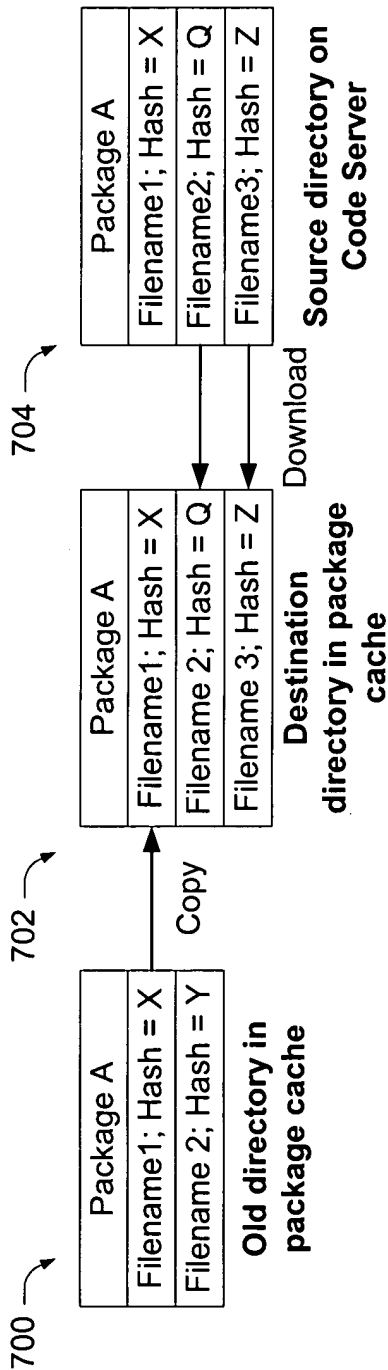 700
Package A
Filename1; Hash = X
Filename 2; Hash = Y
Old directory in
package cache
Copy
702
Package A
Filename1; Hash = X
Filename 2; Hash = Q
Filename 3; Hash = Z
Destination
directory in package
cache
Download
704
Package A
Filename1; Hash = X
Filename2; Hash = Q
Filename3; Hash = Z
Source directory on
Code Server